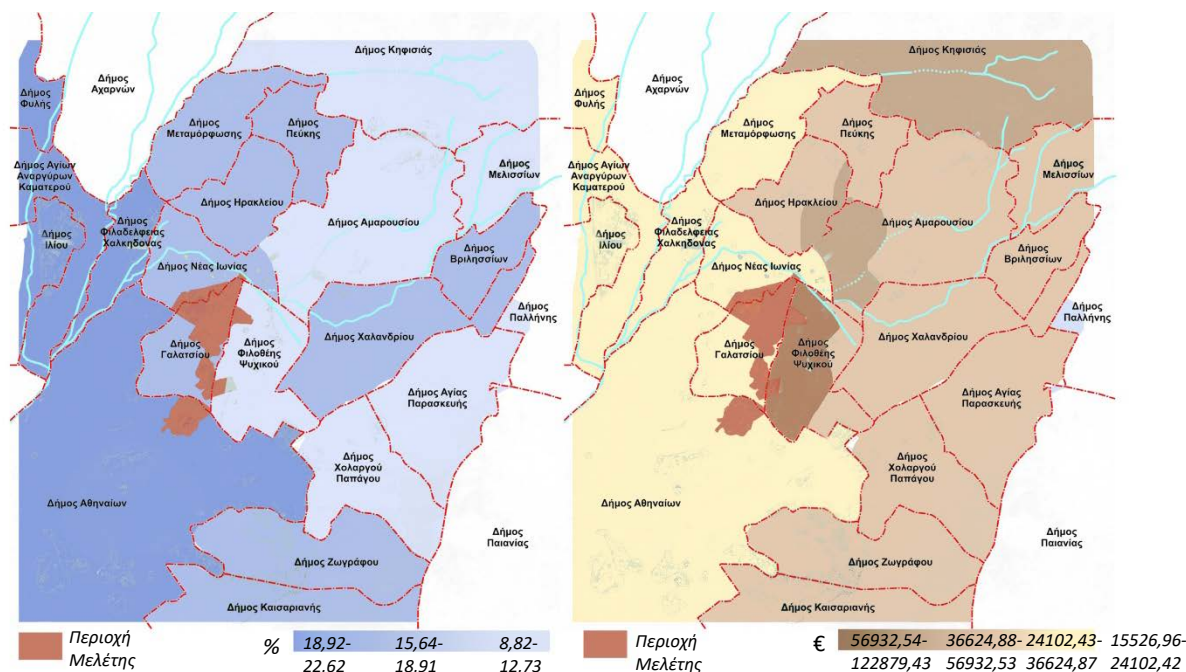 Δήμος Κηφισιάς
Δήμος
Αχαρνών
Δήμος
Φυλής
Δήμος
Μεταμόρφωσης
Δήμος
Πεύκης
Δήμος Αγίων
Αναργύρων
Καματερού
Δήμος
Μελισσίων
Δήμος Ηρακλείου
Δήμος
Φιλαδελφειας
Χαλκηδονας
Δήμος Αμαρουσίου
Δήμος
Ιλίου
Δήμος
Βριλησσίων
Δήμος Νέας Ιωνίας
Δήμος
Παλλήνης
Δήμος
Γαλατσίου
Δήμος
Φιλοθέης
Ψυχικού
Δήμος Χαλανδρίου
Δήμος Αγίας
Παρασκευής
Δήμος
Χολαργού
Παπάγου
Δήμος Αθηναίων
Δήμος
Παιανίας
Δήμος Ζωγράφου
Δήμος Καισαριανής
Περιοχή
Μελέτης
% 18,92- 15,64- 8,82-
22.62 18.91 12.73
Δήμος Κηφισιάς
Δήμος
Αχαρνών
Δήμος
Φυλής
Δήμος
Μεταμόρφωσης
Δήμος
Πεύκης
Δήμος Αγίων
Αναργύρων
Καματερού
Δήμος
Μελισσίων
Δήμος Ηρακλείου
Δήμος
Φιλαδελφειας
Χαλκηδονας
Δήμος Αμαρουσίου
Δήμος
Ιλίου
Δήμος
Βριλησσίων
Δήμος Νέας Ιωνίας
Δήμος
Παλλήνης
Δήμος
Γαλατσίου
Δήμος
Φιλοθέης
Ψυχικού
Δήμος Χαλανδρίου
Δήμος Αγίας
Παρασκευής
Δήμος
Χολαργού
Παπάγου
Δήμος Αθηναίων
Δήμος
Παιανίας
Δήμος Ζωγράφου
Δήμος Καισαριανής
Περιοχή
Μελέτης
€ 56932,54- 36624,88- 24102,43- 15526,96-
122879,43 56932,53 36624,87 24102,42